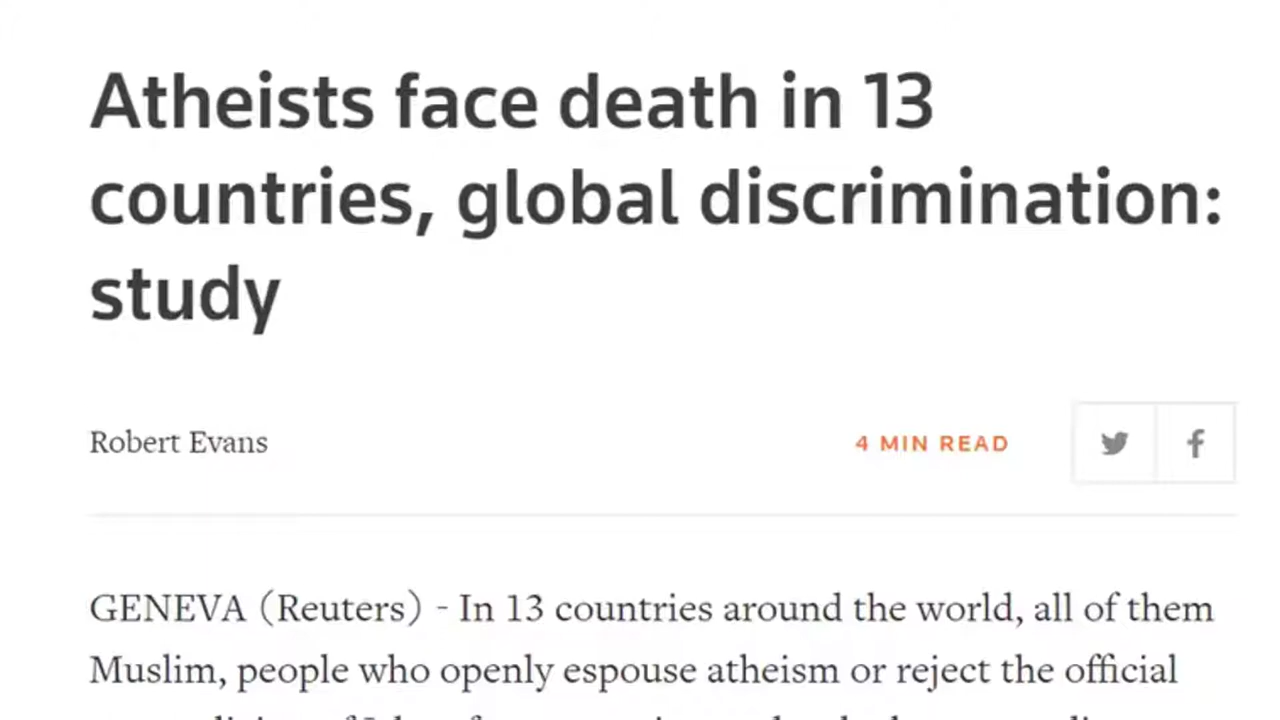 Atheists face death in 13
countries, global discrimination:
study
Robert Evans
4 MIN READ
GENEVA (Reuters) - In 13 countries around the world, all of them
Muslim, people who openly espouse atheism or reject the official